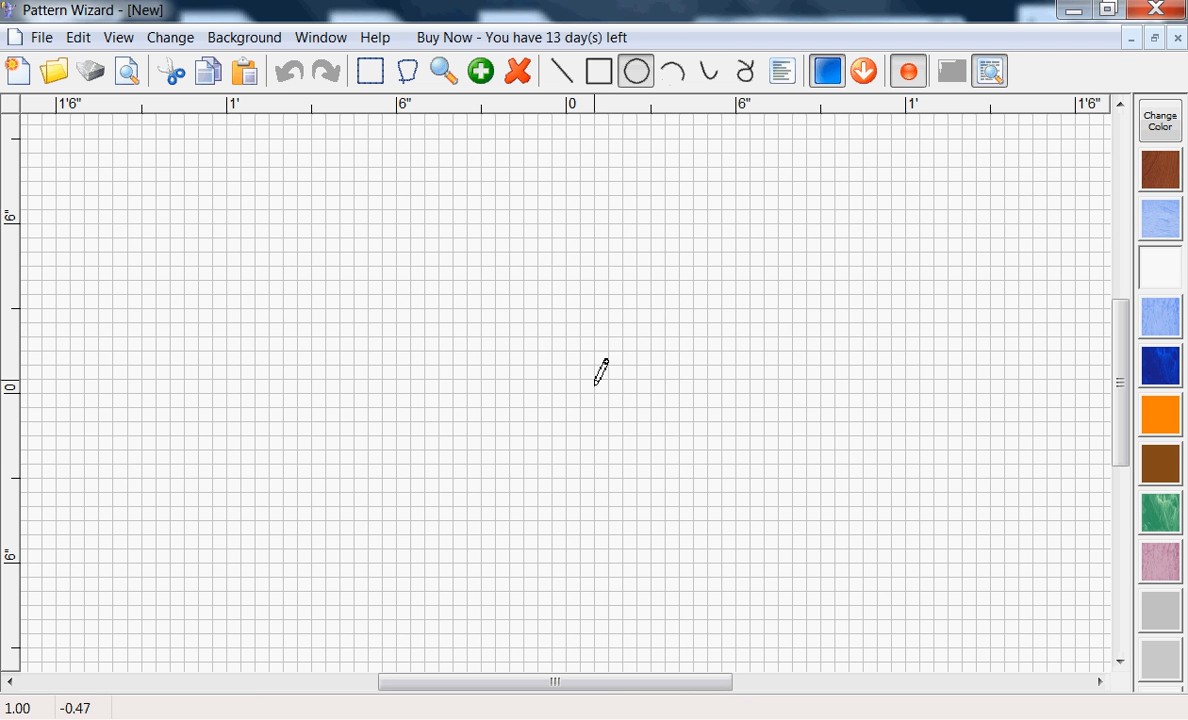 Pattern Wizard - [New]
File Edit View Change Background Window Help Buy Now - You have 13 day(s) left
1'6" 1' 6" 0 6" 1' 1'6"
Change
Color
6"
0
6"
1.00 -0.47